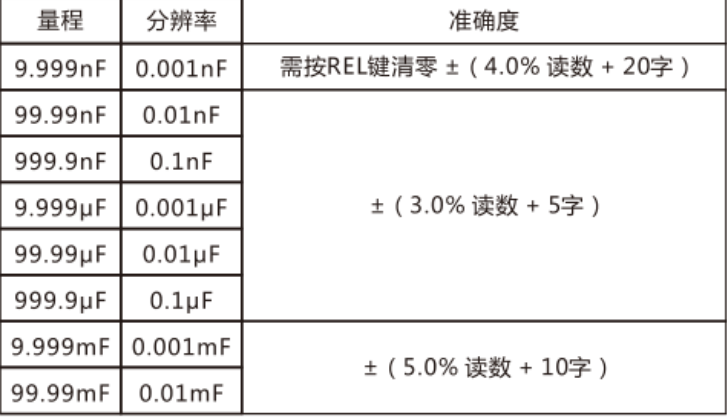 量程 分辨率 准确度
9.999nF 0.001nF 需按REL键清零 ± ( 4.0% 读数 + 20字 )
99.99nF 0.01nF
999.9nF 0.1nF
9.999μF 0.001μF ± ( 3.0% 读数 + 5字 )
99.99μF 0.01μF
999.9μF 0.1μF
9.999mF 0.001mF ± ( 5.0% 读数 + 10字 )
99.99mF 0.01mF